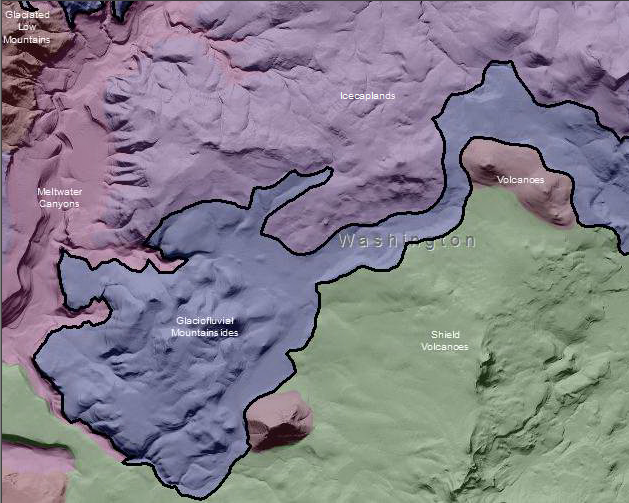 Glaciated
Low
Mountains
Icecaplands
Volcanoes
Meltwater
Canyons
Washington
Glaciofluvial
Mountainsides
Shield
Volcanoes